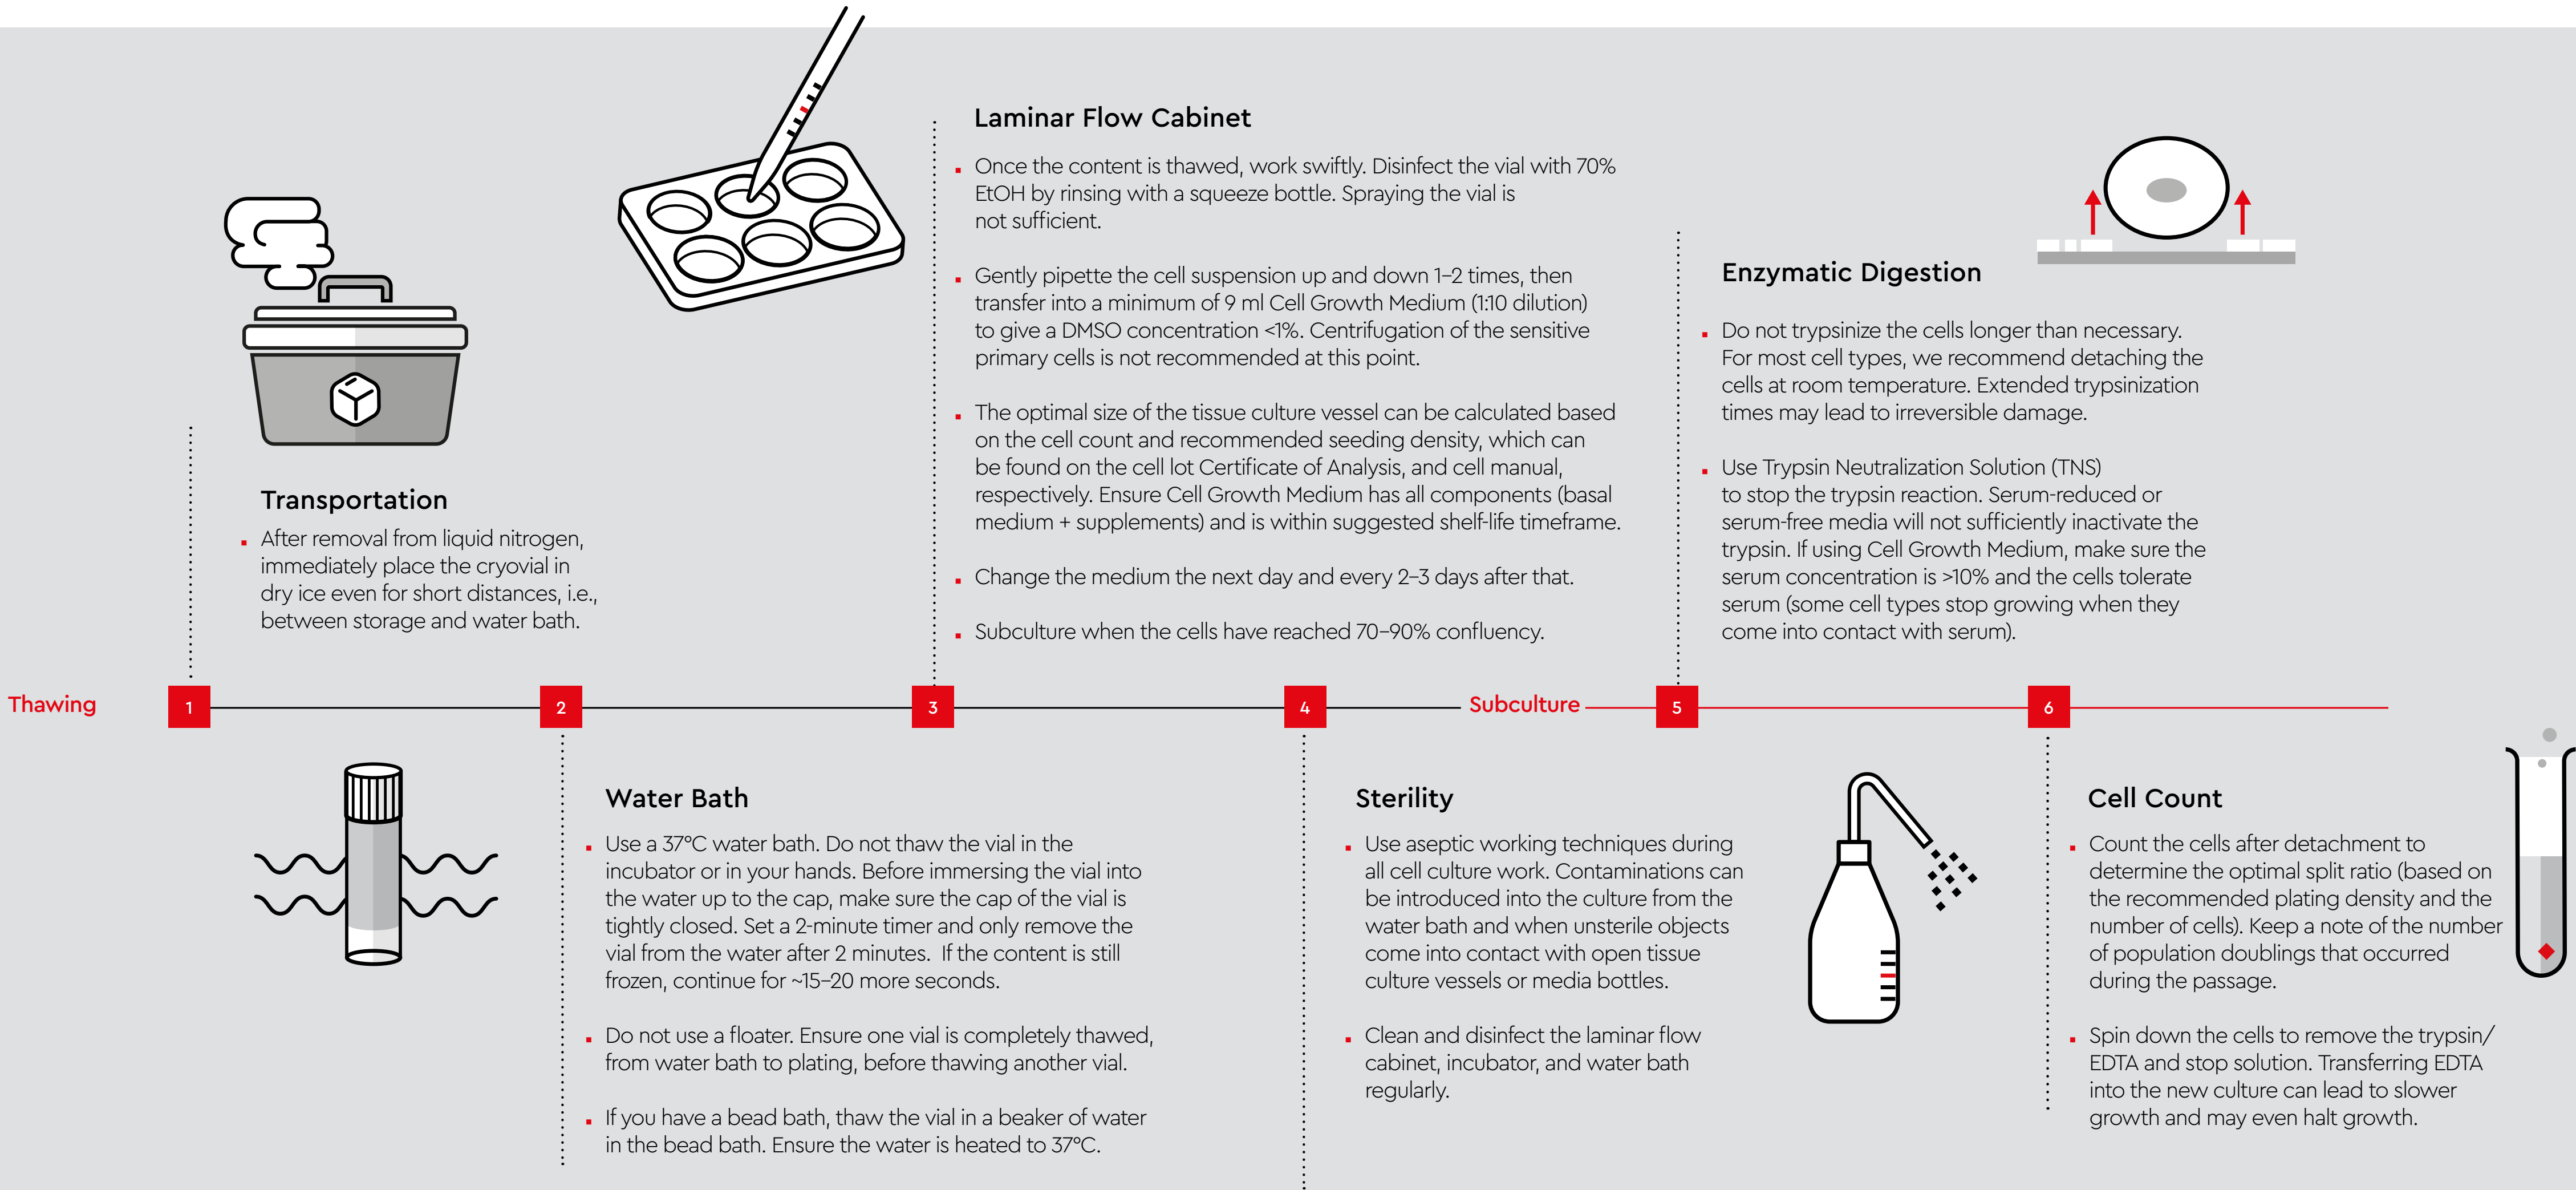 Transportation
After removal from liquid nitrogen,
immediately place the cryovial in
dry ice even for short distances, i.e.,
between storage and water bath.
Laminar Flow Cabinet
Once the content is thawed, work swiftly. Disinfect the vial with 70%
EtOH by rinsing with a squeeze bottle. Spraying the vial is
not sufficient.
Gently pipette the cell suspension up and down 1–2 times, then
transfer into a minimum of 9 ml Cell Growth Medium (1:10 dilution)
to give a DMSO concentration <1%. Centrifugation of the sensitive
primary cells is not recommended at this point.
The optimal size of the tissue culture vessel can be calculated based
on the cell count and recommended seeding density, which can
be found on the cell lot Certificate of Analysis, and cell manual,
respectively. Ensure Cell Growth Medium has all components (basal
medium + supplements) and is within suggested shelf-life timeframe.
Change the medium the next day and every 2–3 days after that.
Subculture when the cells have reached 70–90% confluency.
Enzymatic Digestion
Do not trypsinize the cells longer than necessary.
For most cell types, we recommend detaching the
cells at room temperature. Extended trypsinization
times may lead to irreversible damage.
Use Trypsin Neutralization Solution (TNS)
to stop the trypsin reaction. Serum-reduced or
serum-free media will not sufficiently inactivate the
trypsin. If using Cell Growth Medium, make sure the
serum concentration is >10% and the cells tolerate
serum (some cell types stop growing when they
come into contact with serum).
Thawing
1
2
3
4
Subculture
5
6
Water Bath
Use a 37°C water bath. Do not thaw the vial in the
incubator or in your hands. Before immersing the vial into
the water up to the cap, make sure the cap of the vial is
tightly closed. Set a 2-minute timer and only remove the
vial from the water after 2 minutes.  If the content is still
frozen, continue for ~15–20 more seconds.
Do not use a floater. Ensure one vial is completely thawed,
from water bath to plating, before thawing another vial.
If you have a bead bath, thaw the vial in a beaker of water
in the bead bath. Ensure the water is heated to 37°C.
Sterility
Use aseptic working techniques during
all cell culture work. Contaminations can
be introduced into the culture from the
water bath and when unsterile objects
come into contact with open tissue
culture vessels or media bottles.
Clean and disinfect the laminar flow
cabinet, incubator, and water bath
regularly.
Cell Count
Count the cells after detachment to
determine the optimal split ratio (based on
the recommended plating density and the
number of cells). Keep a note of the number
of population doublings that occurred
during the passage.
Spin down the cells to remove the trypsin/
EDTA and stop solution. Transferring EDTA
into the new culture can lead to slower
growth and may even halt growth.